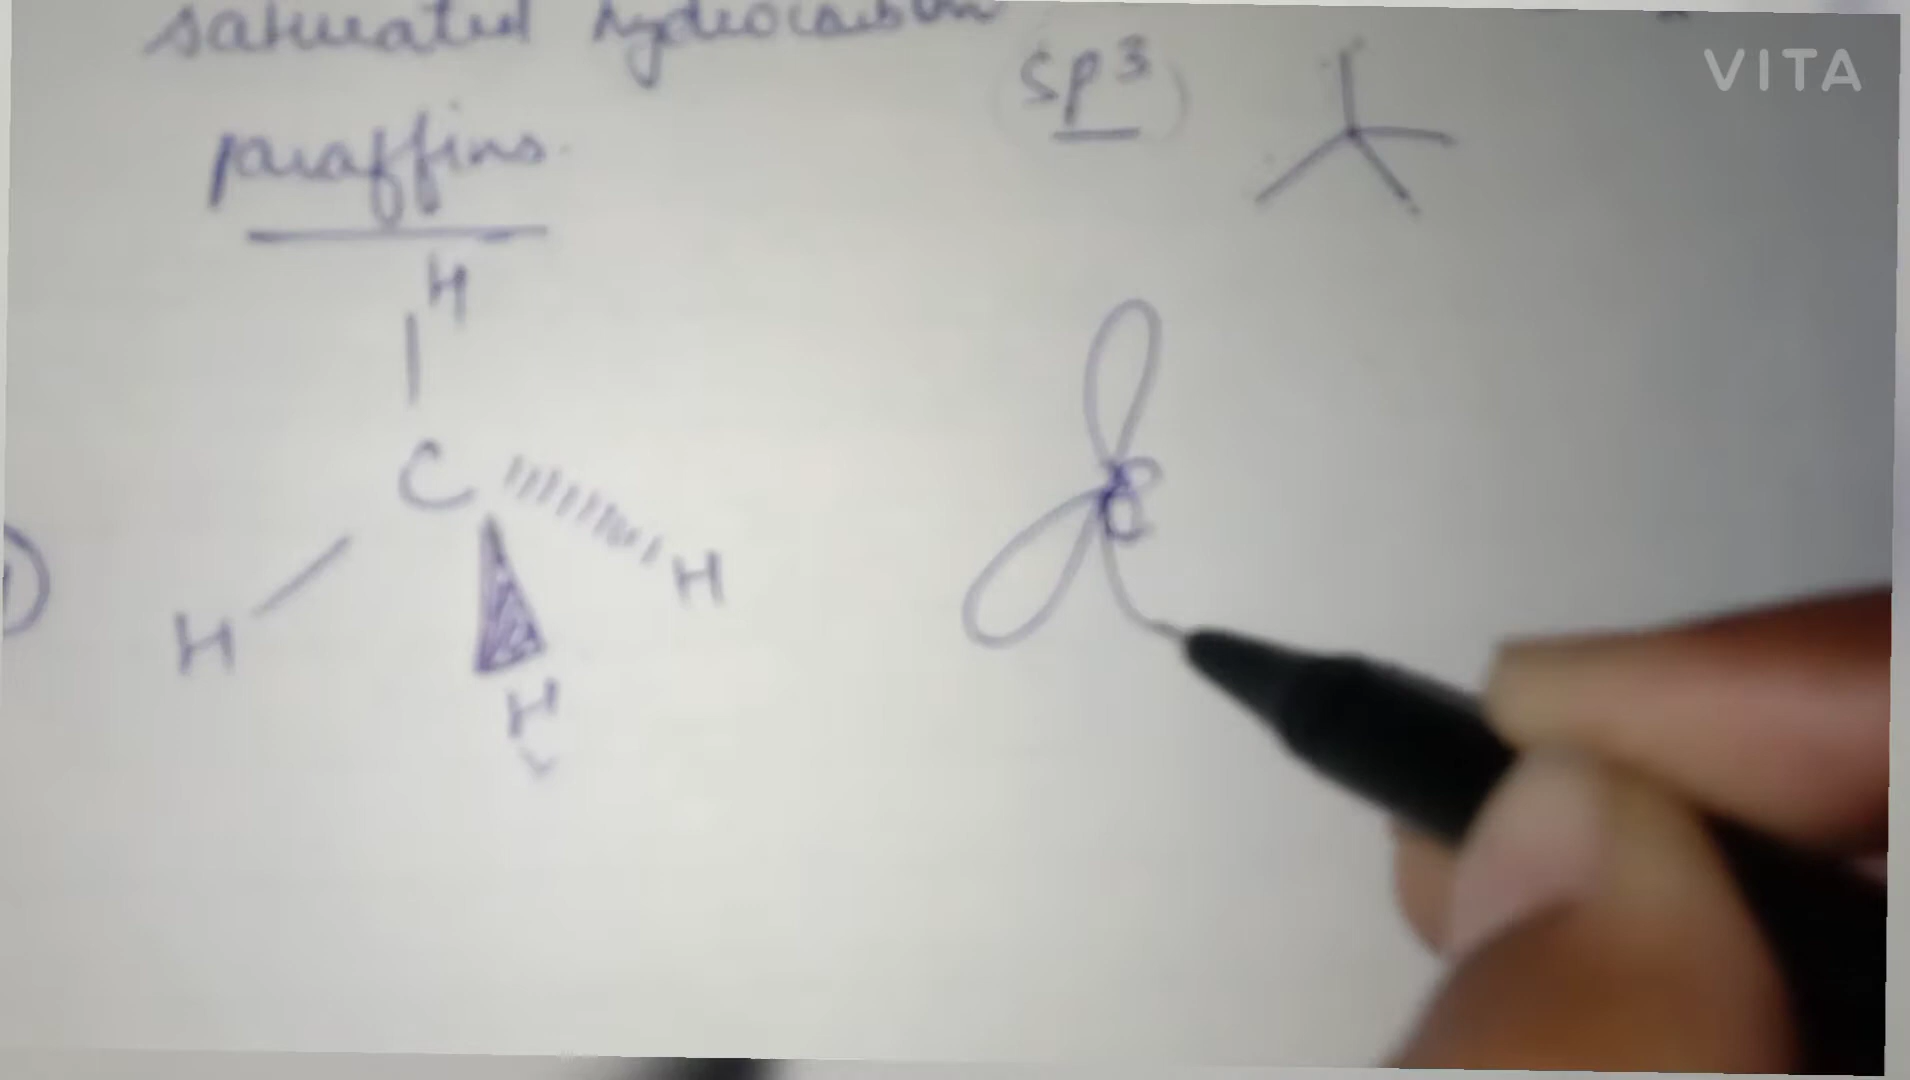 saturated hydrocarbon
paraffins.
(sp³)
VITA
H
C
H
H
H
C